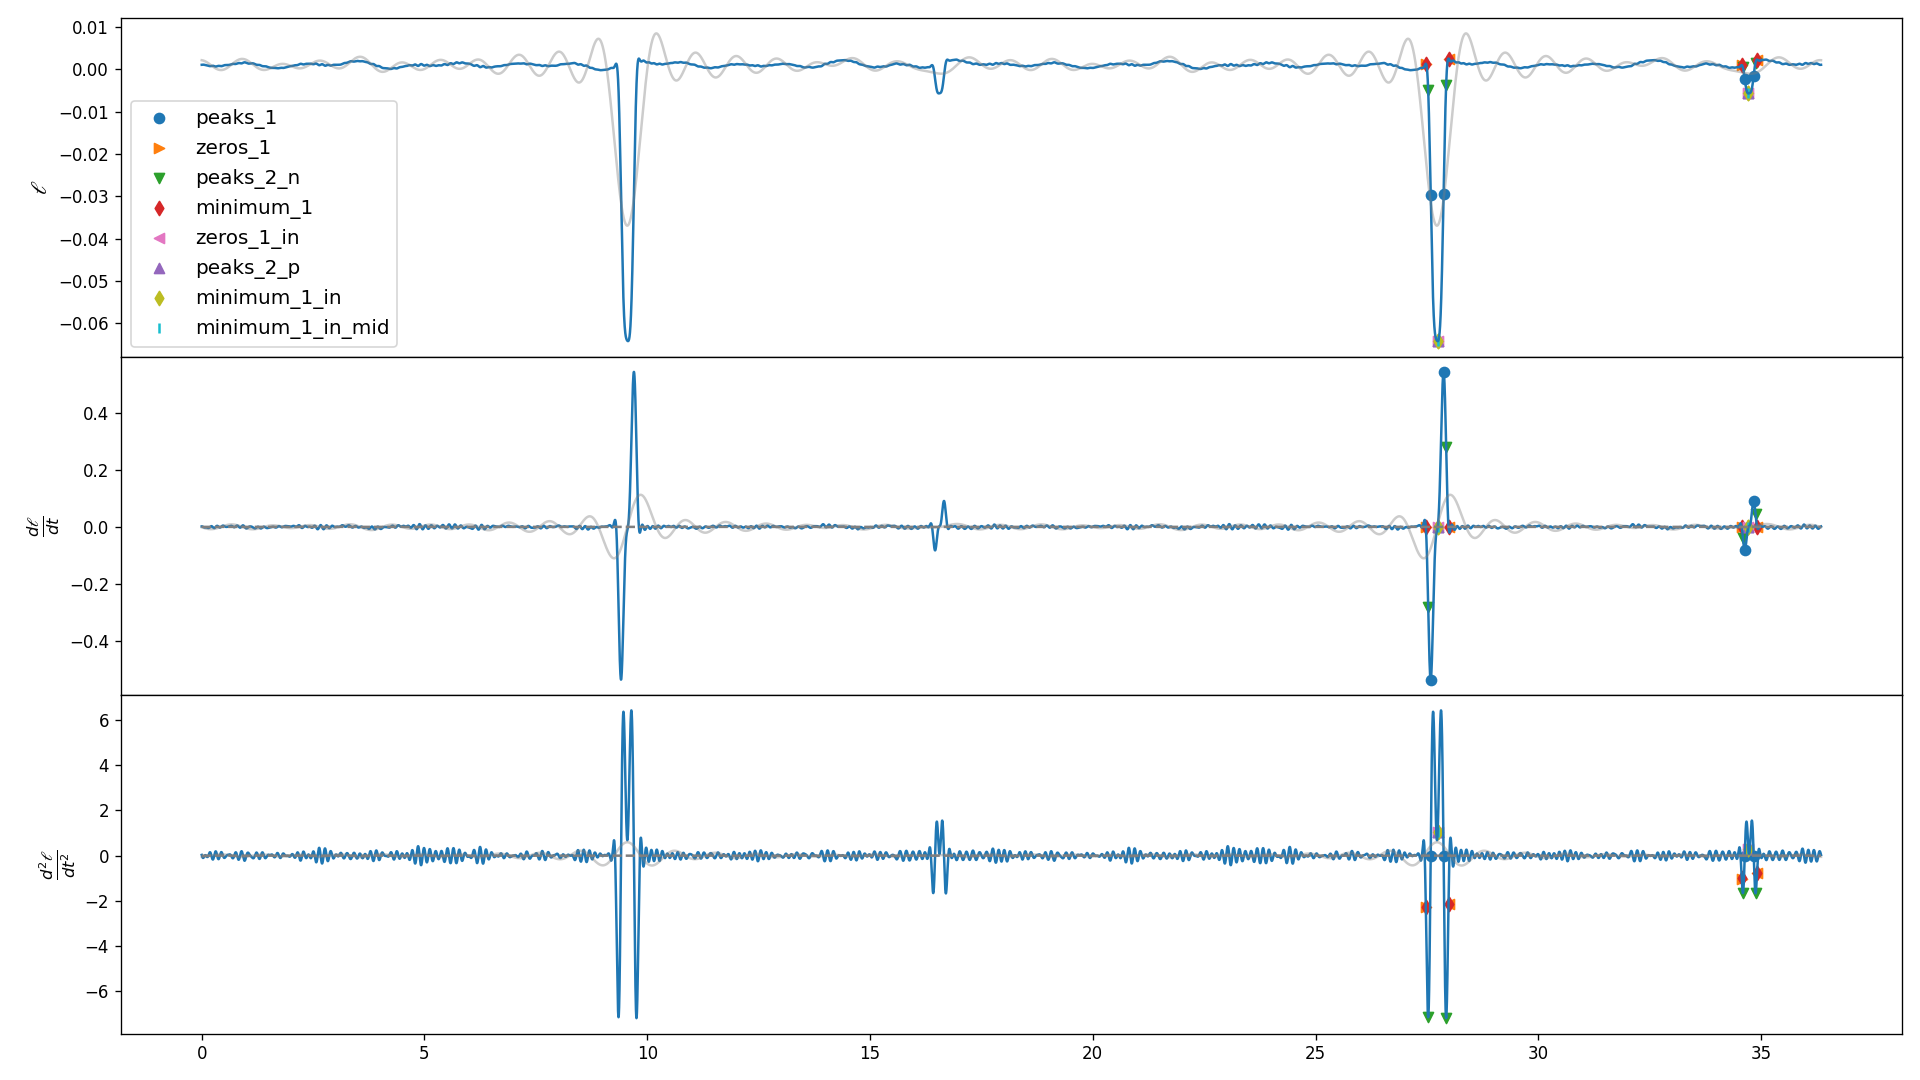 0.01
0.00
−0.01
−0.02
−0.03
−0.04
−0.05
−0.06
ℓ
peaks_1
zeros_1
peaks_2_n
minimum_1
zeros_1_in
peaks_2_p
minimum_1_in
minimum_1_in_mid
0.4
0.2
0.0
−0.2
−0.4
dℓ
dt
6
4
2
0
−2
−4
−6
d²ℓ
dt²
0 5 10 15 20 25 30 35